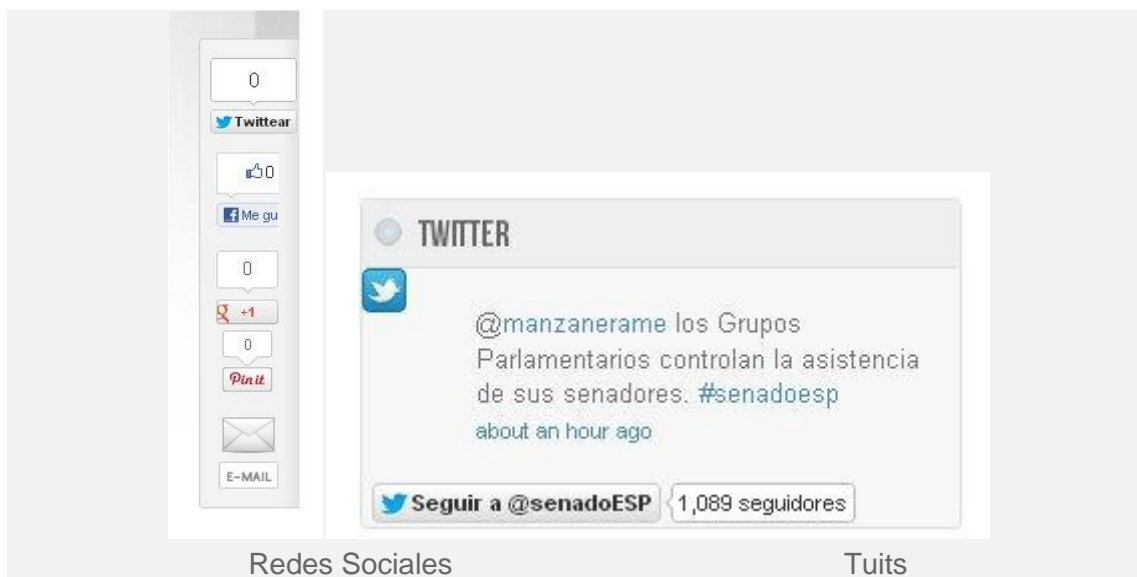 0
Twittear
0
Me gu
0
g +1
0
Pin it
E-MAIL
TWITTER
@manzanerame los Grupos
Parlamentarios controlan la asistencia
de sus senadores. #senadoesp
about an hour ago
Seguir a @senadoESP 1,089 seguidores
Redes Sociales Tuits